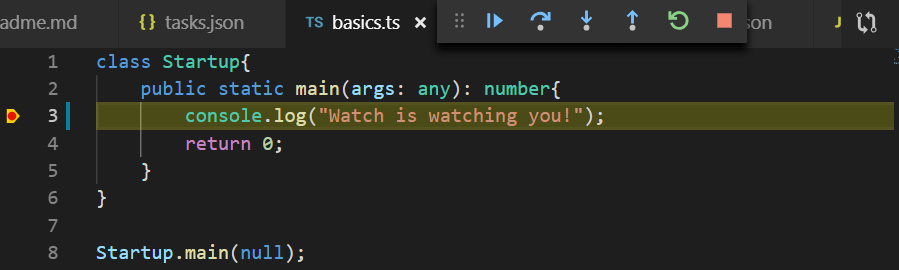 adme.md {} tasks.json TS basics.ts × son J
1 class Startup{
2 public static main(args: any): number{
3 console.log("Watch is watching you!");
4 return 0;
5 }
6 }
7
8 Startup.main(null);